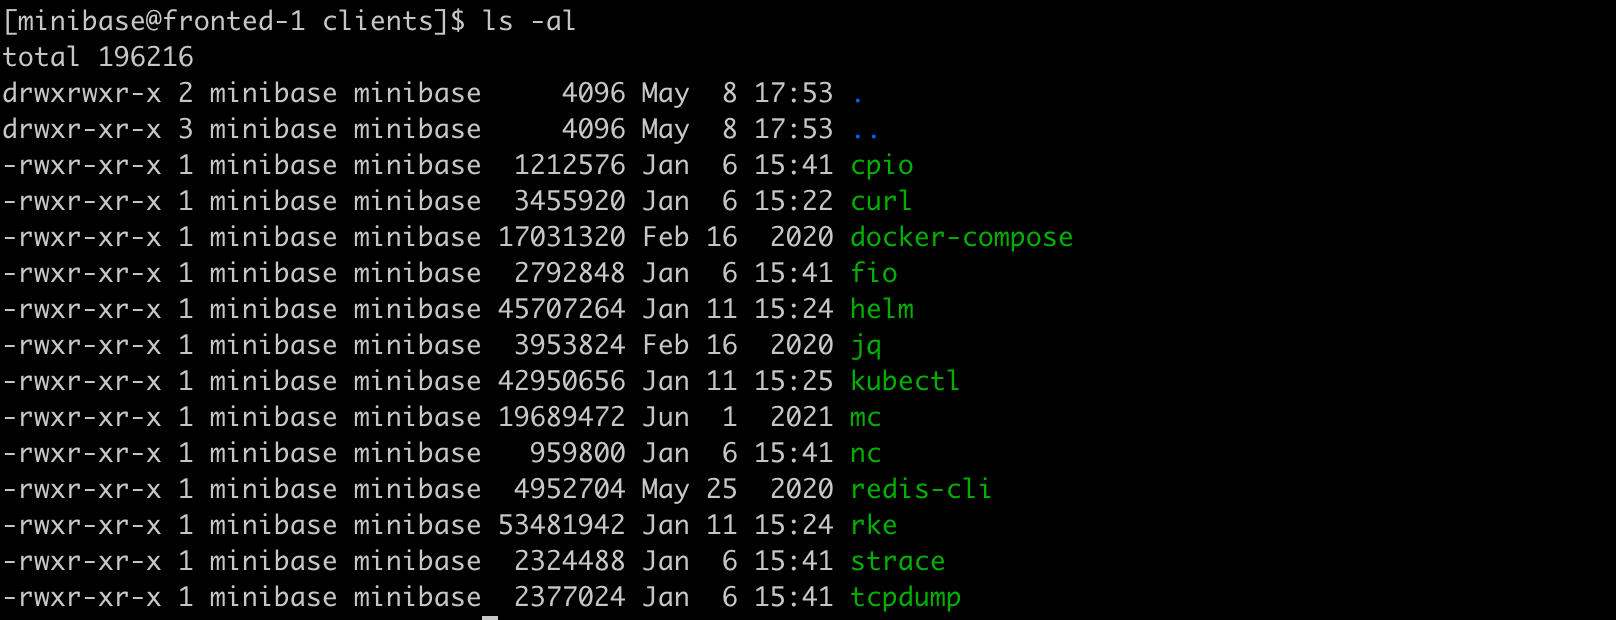 [minibase@fronted-1 clients]$ ls -al
total 196216
drwxrwxr-x 2 minibase minibase     4096 May  8 17:53 .
drwxr-xr-x 3 minibase minibase     4096 May  8 17:53 ..
-rwxr-xr-x 1 minibase minibase  1212576 Jan  6 15:41 cpio
-rwxr-xr-x 1 minibase minibase  3455920 Jan  6 15:22 curl
-rwxr-xr-x 1 minibase minibase 17031320 Feb 16  2020 docker-compose
-rwxr-xr-x 1 minibase minibase  2792848 Jan  6 15:41 fio
-rwxr-xr-x 1 minibase minibase 45707264 Jan 11 15:24 helm
-rwxr-xr-x 1 minibase minibase  3953824 Feb 16  2020 jq
-rwxr-xr-x 1 minibase minibase 42950656 Jan 11 15:25 kubectl
-rwxr-xr-x 1 minibase minibase 19689472 Jun  1  2021 mc
-rwxr-xr-x 1 minibase minibase   959800 Jan  6 15:41 nc
-rwxr-xr-x 1 minibase minibase  4952704 May 25  2020 redis-cli
-rwxr-xr-x 1 minibase minibase 53481942 Jan 11 15:24 rke
-rwxr-xr-x 1 minibase minibase  2324488 Jan  6 15:41 strace
-rwxr-xr-x 1 minibase minibase  2377024 Jan  6 15:41 tcpdump